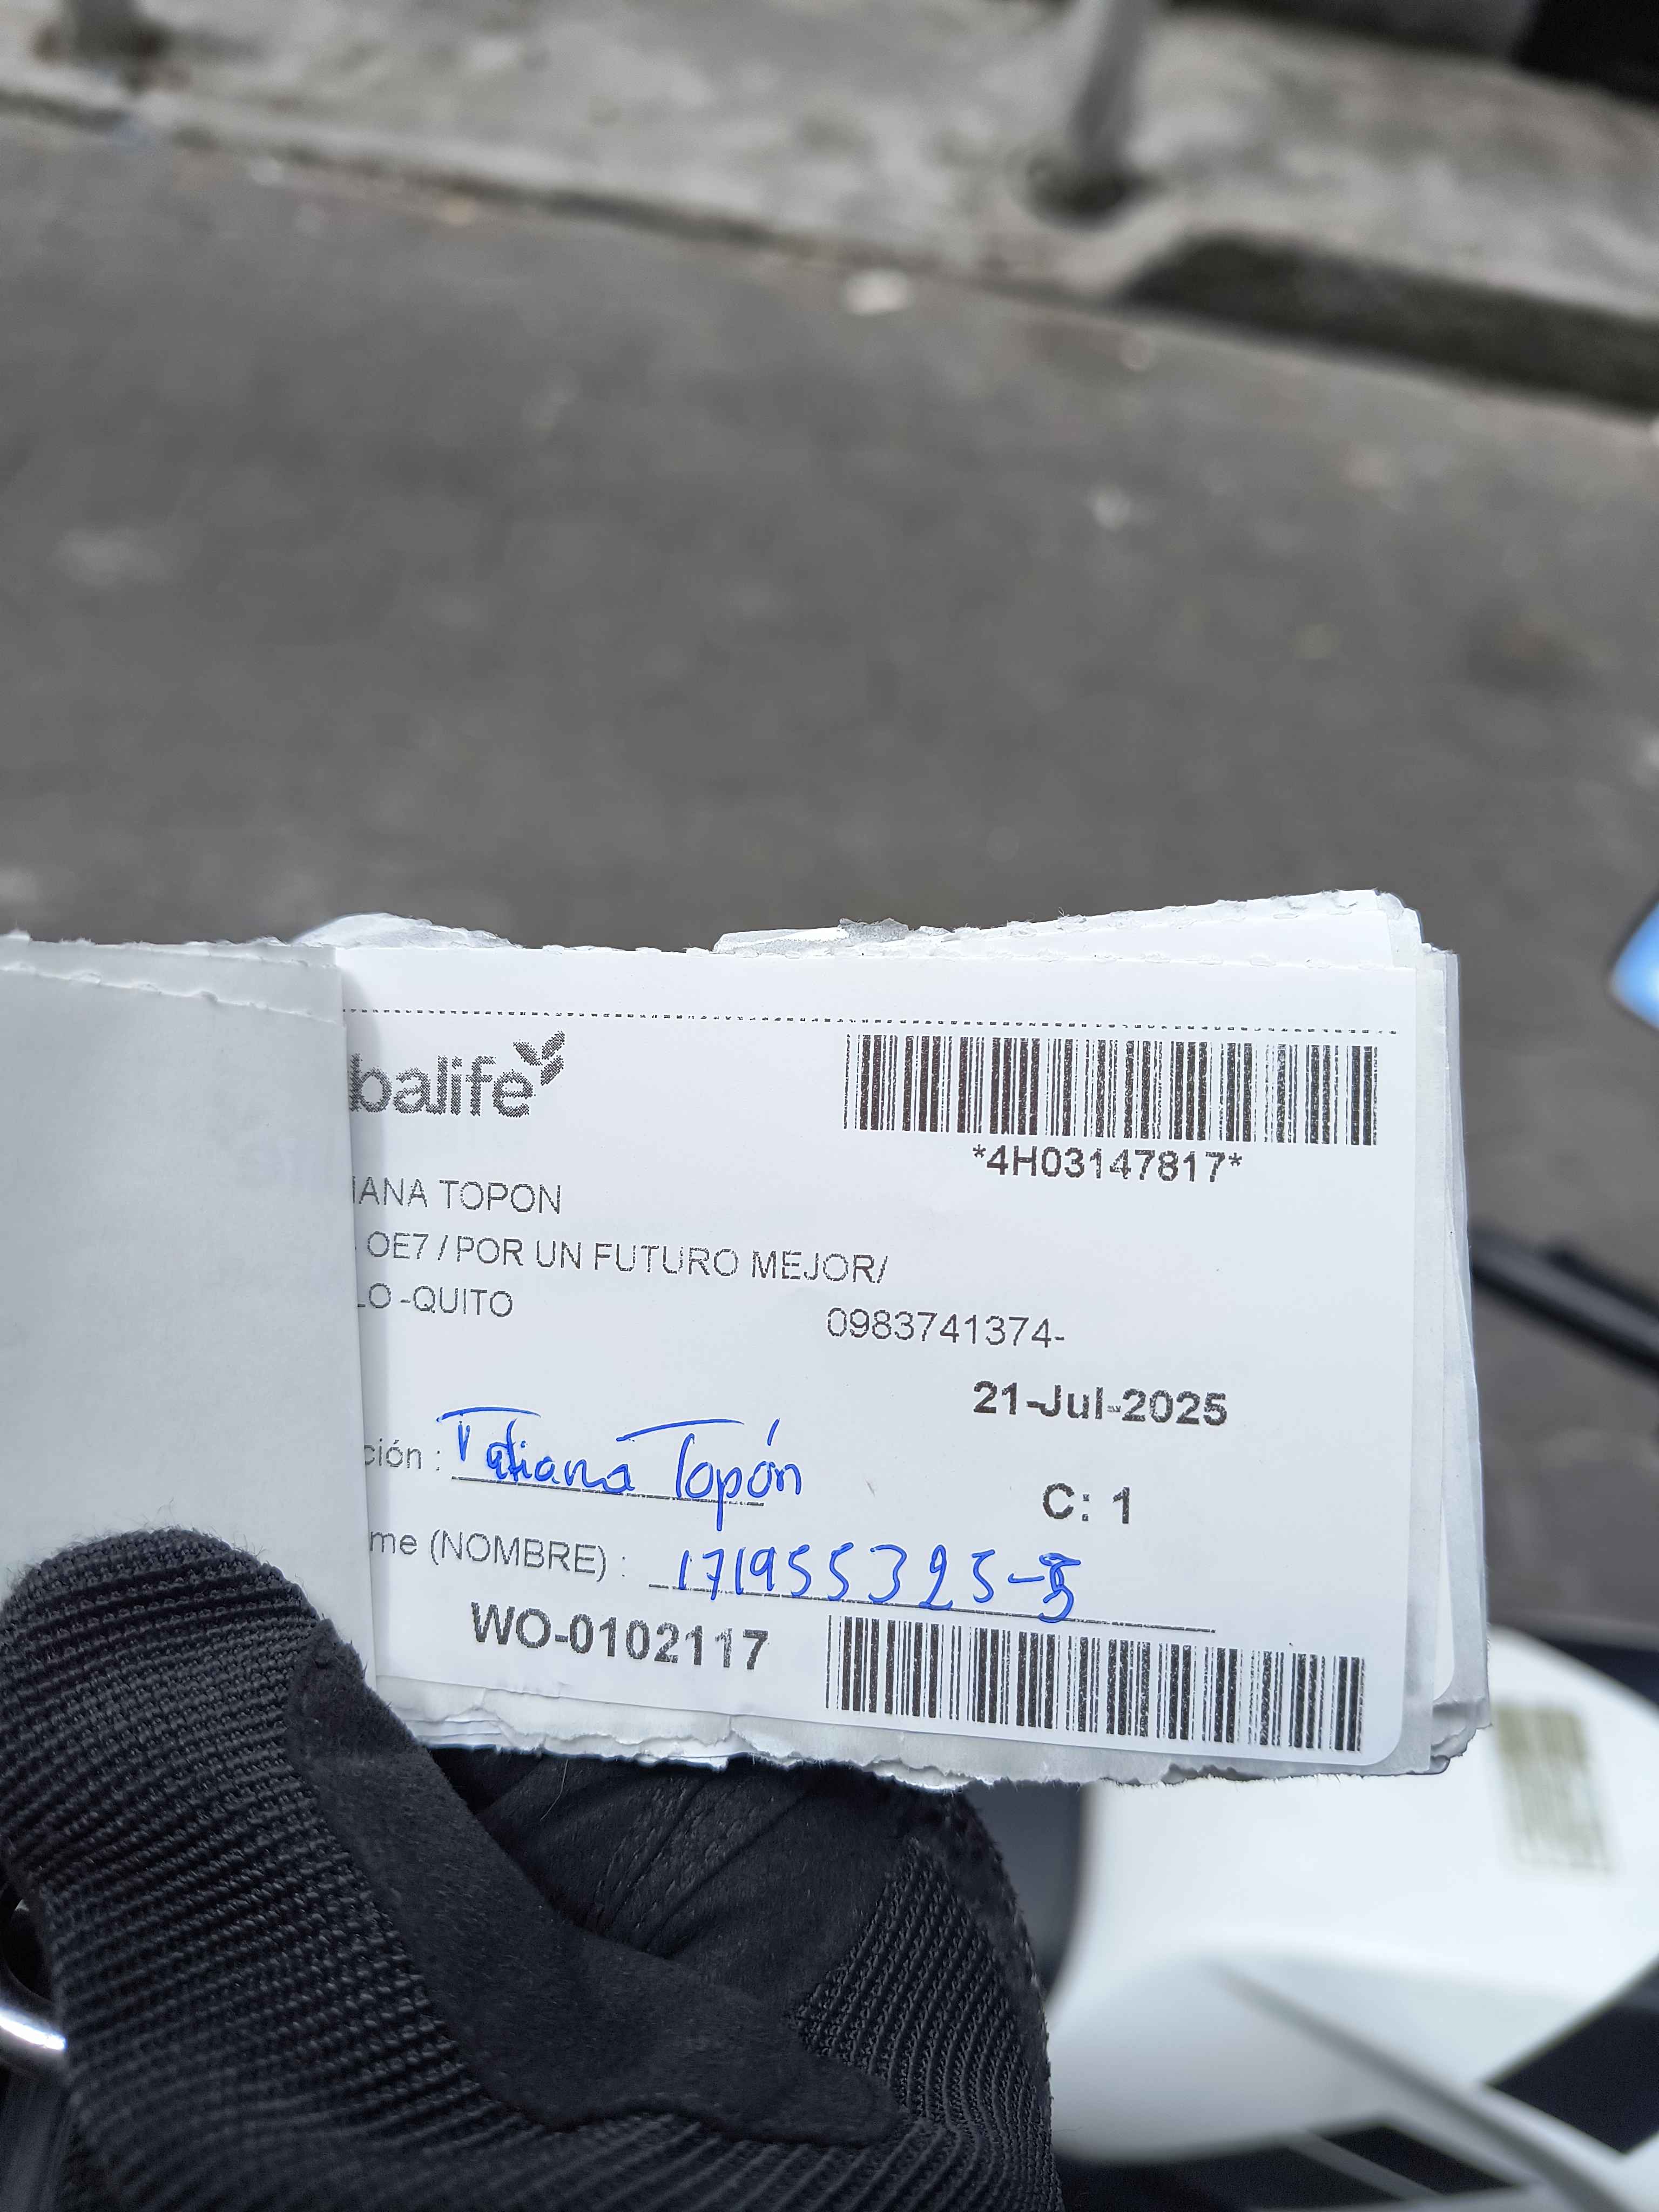 balife
*4H03147817*
IANA TOPON
OE7 / POR UN FUTURO MEJOR/
LO -QUITO
0983741374-
21-Jul-2025
ción : Tatiana Topón
C: 1
me (NOMBRE) : 171955325-5
WO-0102117